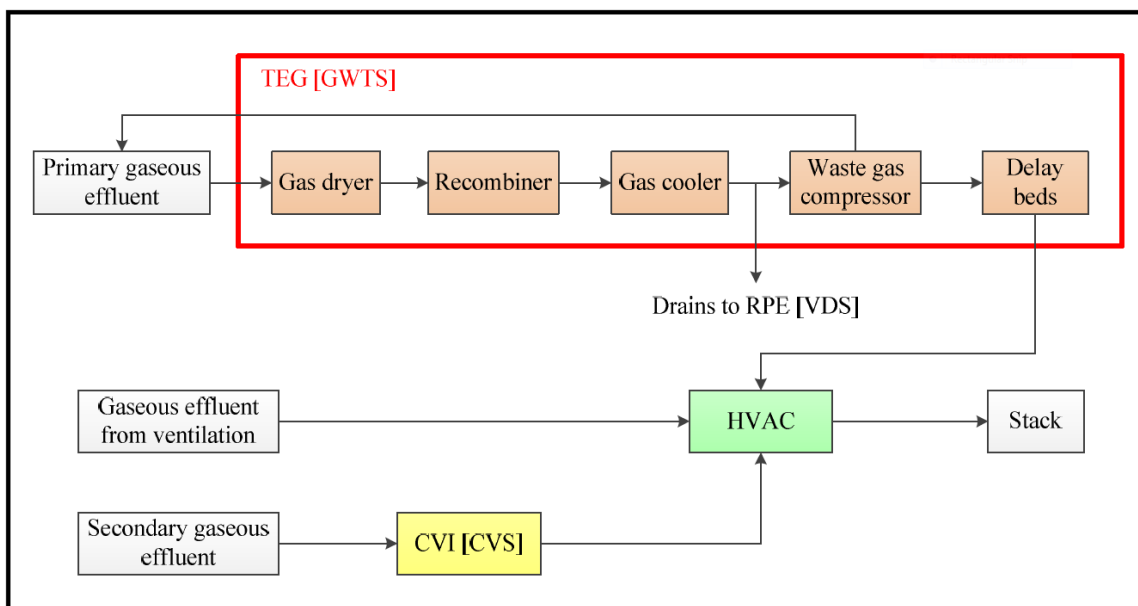 TEG [GWTS]
Primary gaseous
effluent
Gas dryer
Recombiner
Gas cooler
Waste gas
compressor
Delay
beds
Drains to RPE [VDS]
Gaseous effluent
from ventilation
HVAC
Stack
Secondary gaseous
effluent
CVI [CVS]